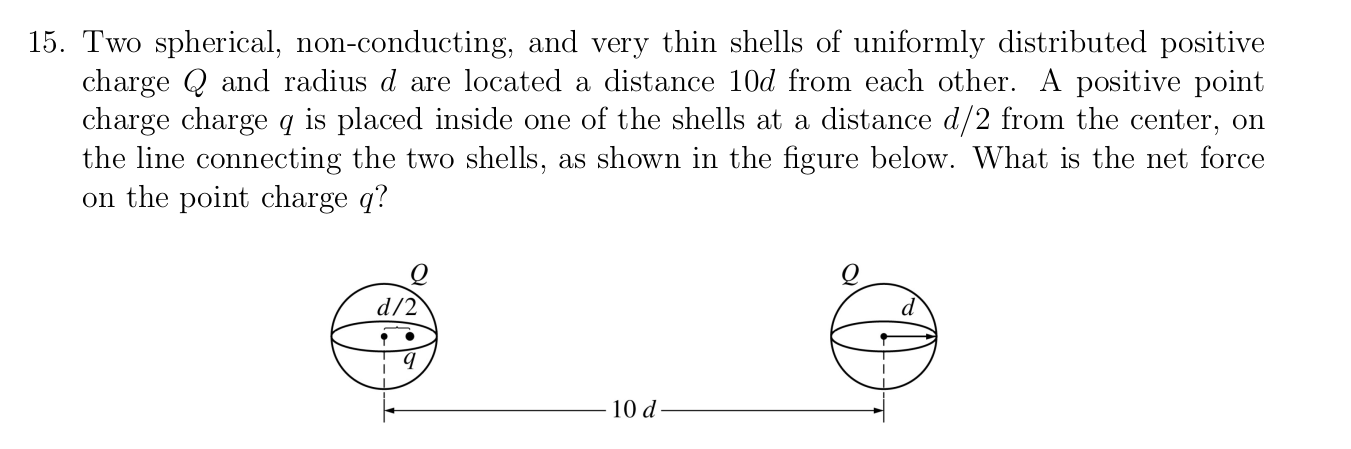 15. Two spherical, non-conducting, and very thin shells of uniformly distributed positive
charge Q and radius d are located a distance 10d from each other. A positive point
charge charge q is placed inside one of the shells at a distance d/2 from the center, on
the line connecting the two shells, as shown in the figure below. What is the net force
on the point charge q?
Q
d/2
q
Q
d
10 d